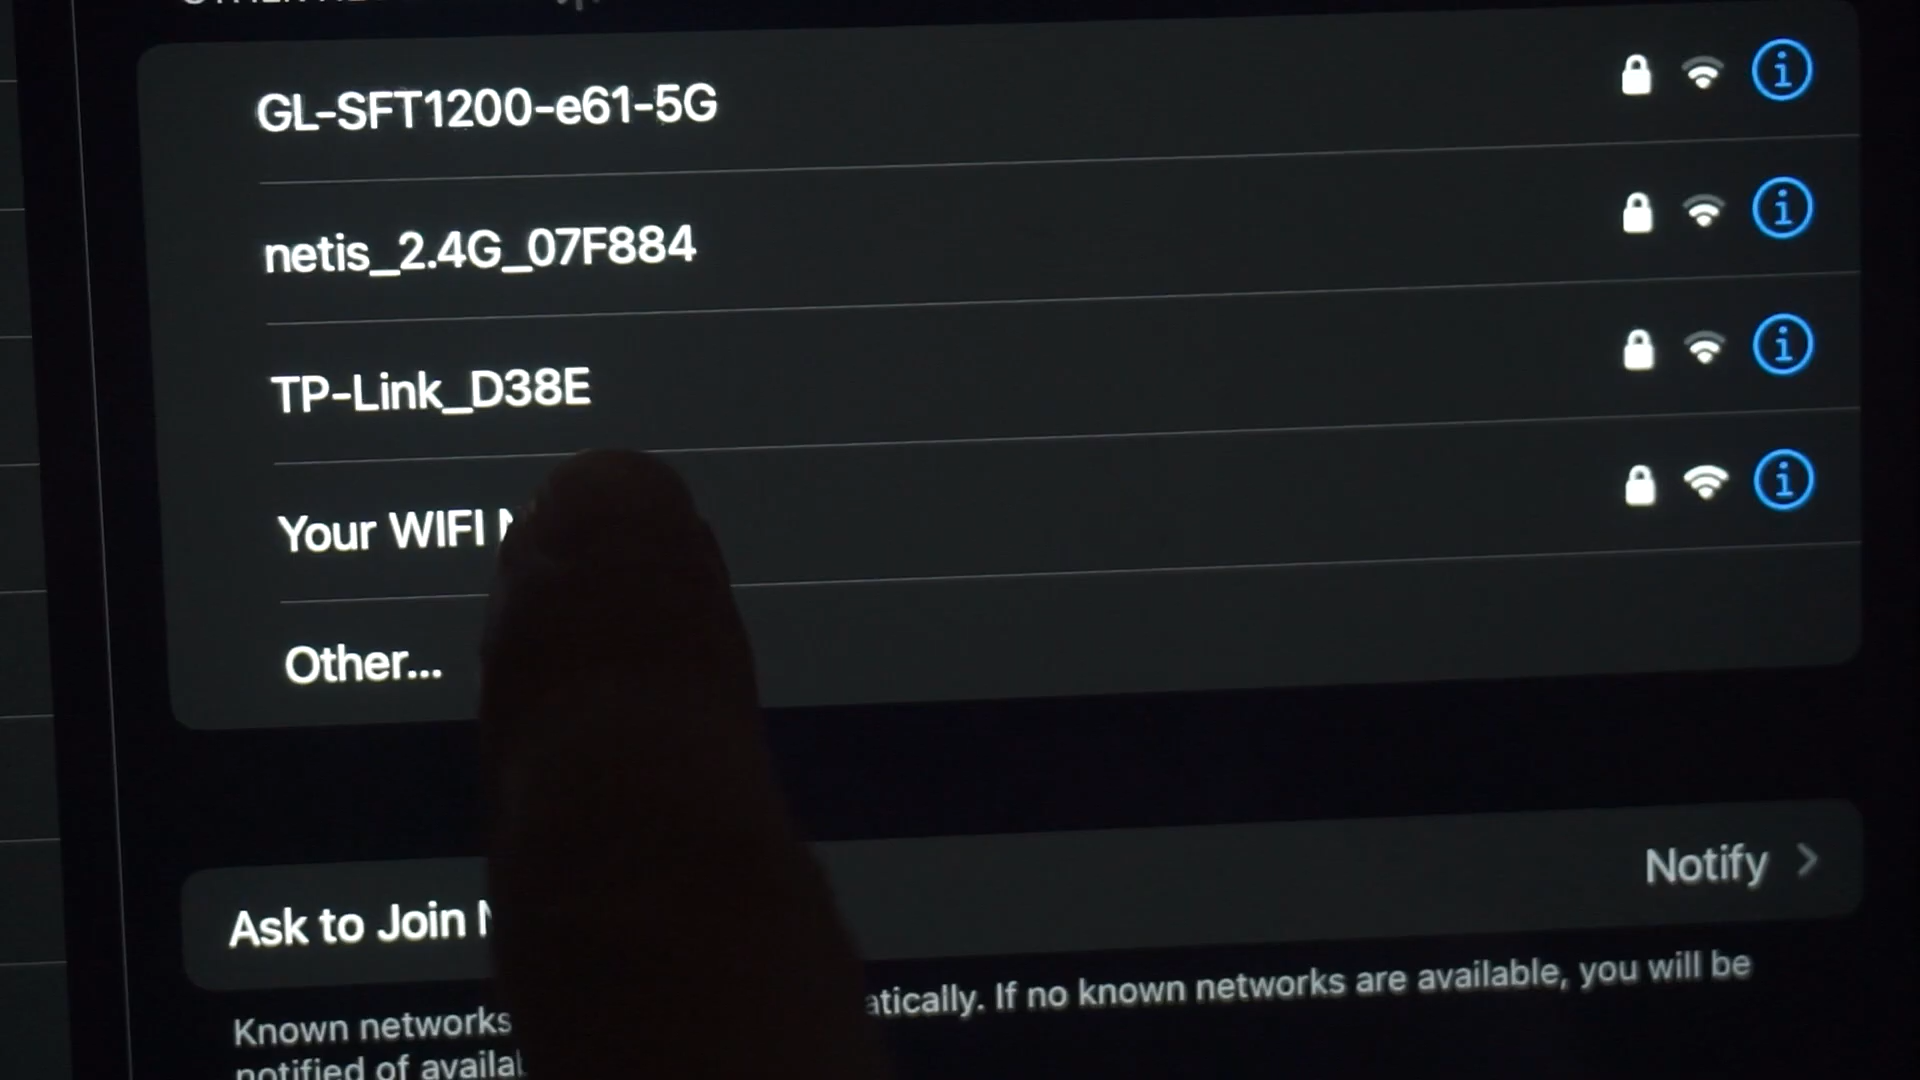 GL-SFT1200-e61-5G
netis_2.4G_07F884
TP-Link_D38E
Your WIFI
Other...
Ask to Join
Notify
Known networks
. If no known networks are available, you will be
notified of